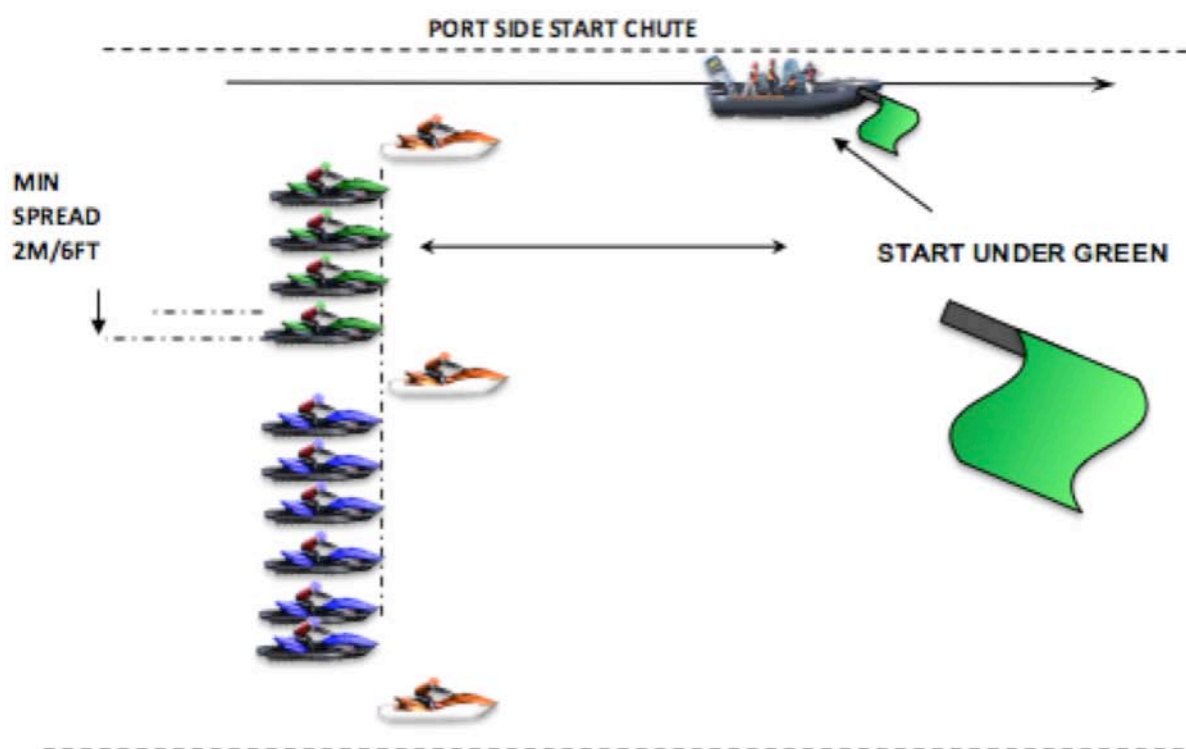 PORT SIDE START CHUTE
MIN
SPREAD
2M/6FT
START UNDER GREEN